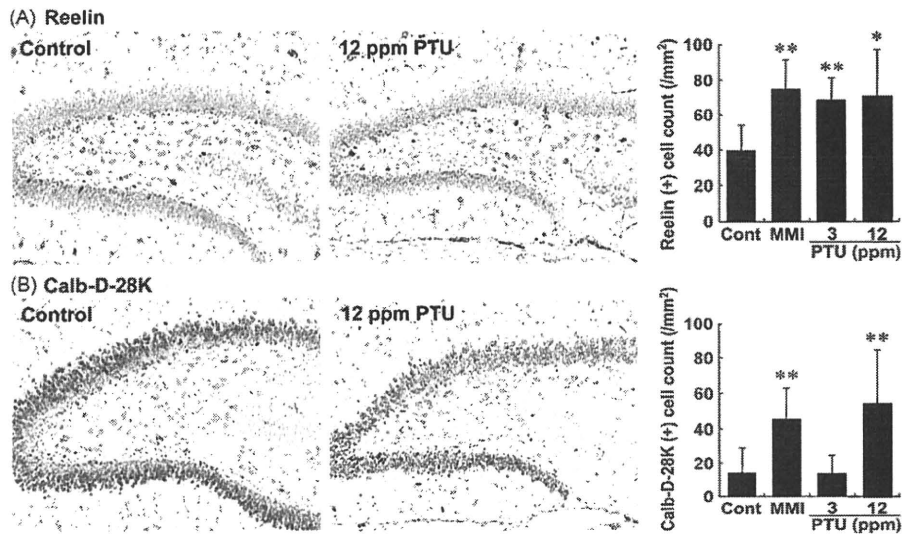 (A) Reelin
Control
12 ppm PTU
Reelin (+) cell count (/mm²)
100
80
60
40
20
0
**
**
*
Cont MMI 3 12
PTU (ppm)
(B) Calb-D-28K
Control
12 ppm PTU
Calb-D-28K (+) cell count (/mm²)
100
80
60
40
20
0
**
**
Cont MMI 3 12
PTU (ppm)